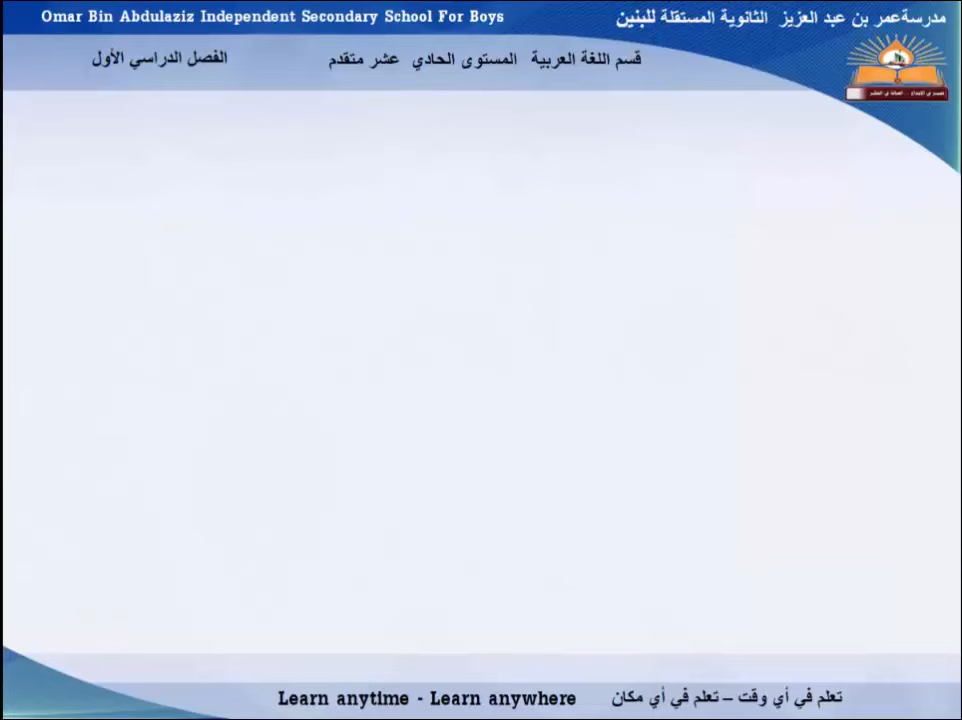 Omar Bin Abdulaziz Independent Secondary School For Boys
مدرسةعمر بن عبد العزيز الثانوية المستقلة للبنين
قسم اللغة العربية المستوى الحادي عشر متقدم
الفصل الدراسي الأول
Learn anytime - Learn anywhere
تعلم في أي وقت – تعلم في أي مكان